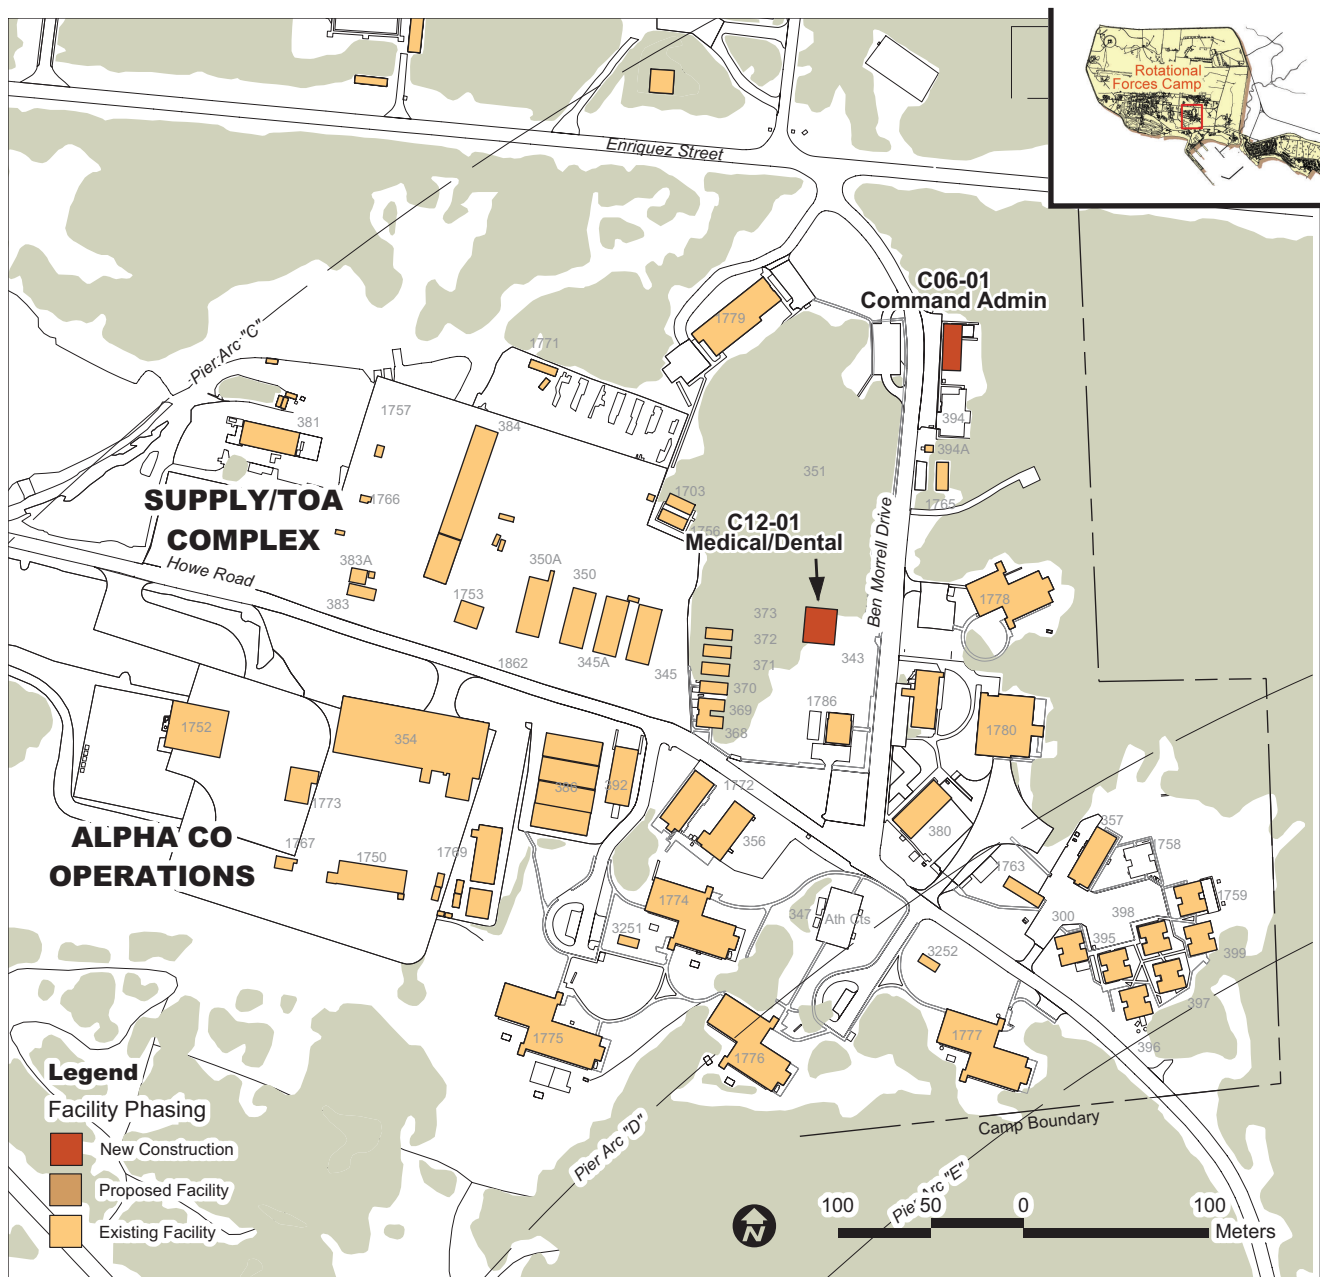 Rotational
Forces Camp
Enriquez Street
C06-01
Command Admin
Pier Arc "C"
1779
1771
1757
384
381
394
394A
351
1765
1703
1756
SUPPLY/TOA
COMPLEX
1766
C12-01
Medical/Dental
Ben Morrell Drive
Howe Road
383A
383
350A
350
1753
345A
345
1862
373
372
371
370
369
368
343
1778
1786
1752
354
1780
1773
386
392
1772
356
380
357
1758
ALPHA CO
OPERATIONS
1767
1750
1769
1763
1759
1774
347
Ath Cts
300
398
395
399
3251
3252
397
396
1775
1776
1777
Legend
Facility Phasing
New Construction
Proposed Facility
Existing Facility
Pier Arc "D"
Pier Arc "E"
Camp Boundary
N
100 50 0 100
Meters